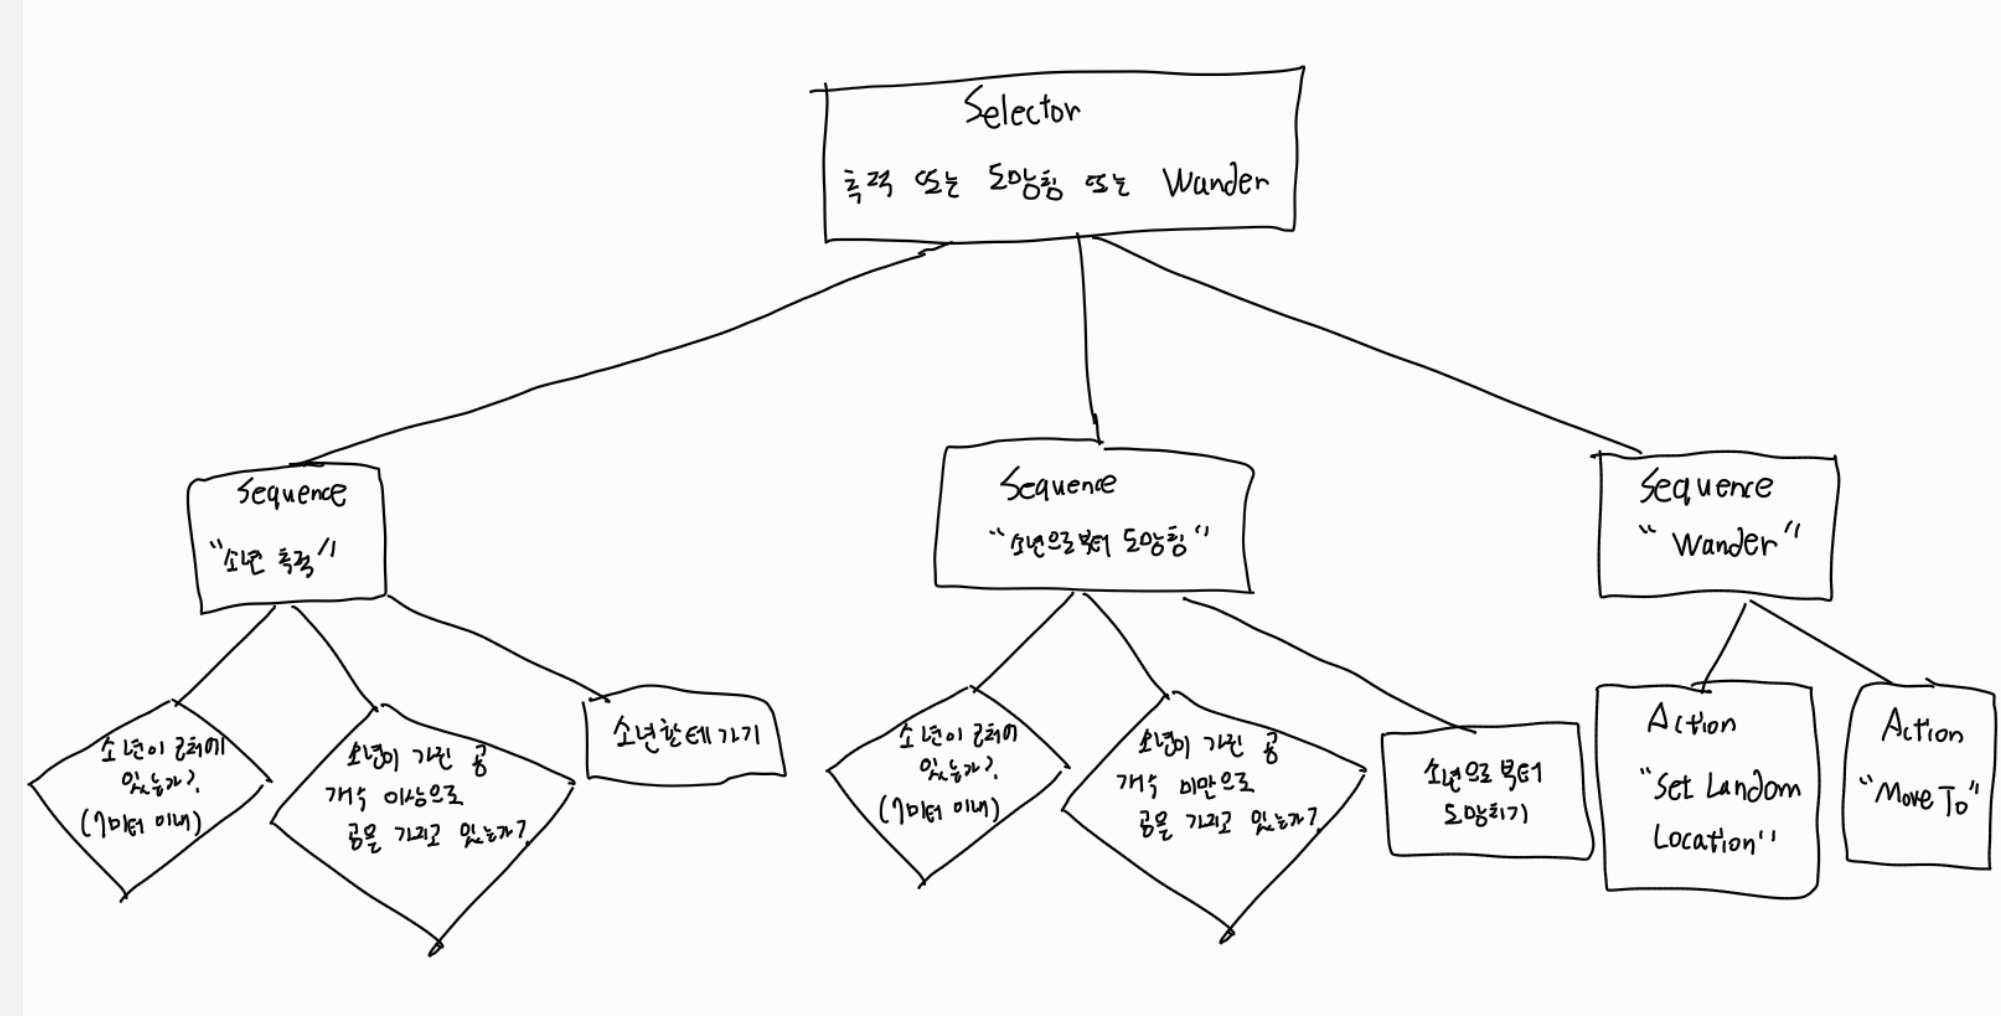 Selector
추적 또는 도망침 또는 Wander
Sequence
"소년 추적"
Sequence
"소년으로부터 도망침"
Sequence
"Wander"
소년이 근처에
있는가?
(7미터 이내)
소년이 가진 공
개수 이상으로
공을 가지고 있는가?
소년한테 가기
소년이 근처에
있는가?
(7미터 이내)
소년이 가진 공
개수 미만으로
공을 가지고 있는가?
소년으로부터
도망치기
Action
"Set Landom
Location"
Action
"Move To"